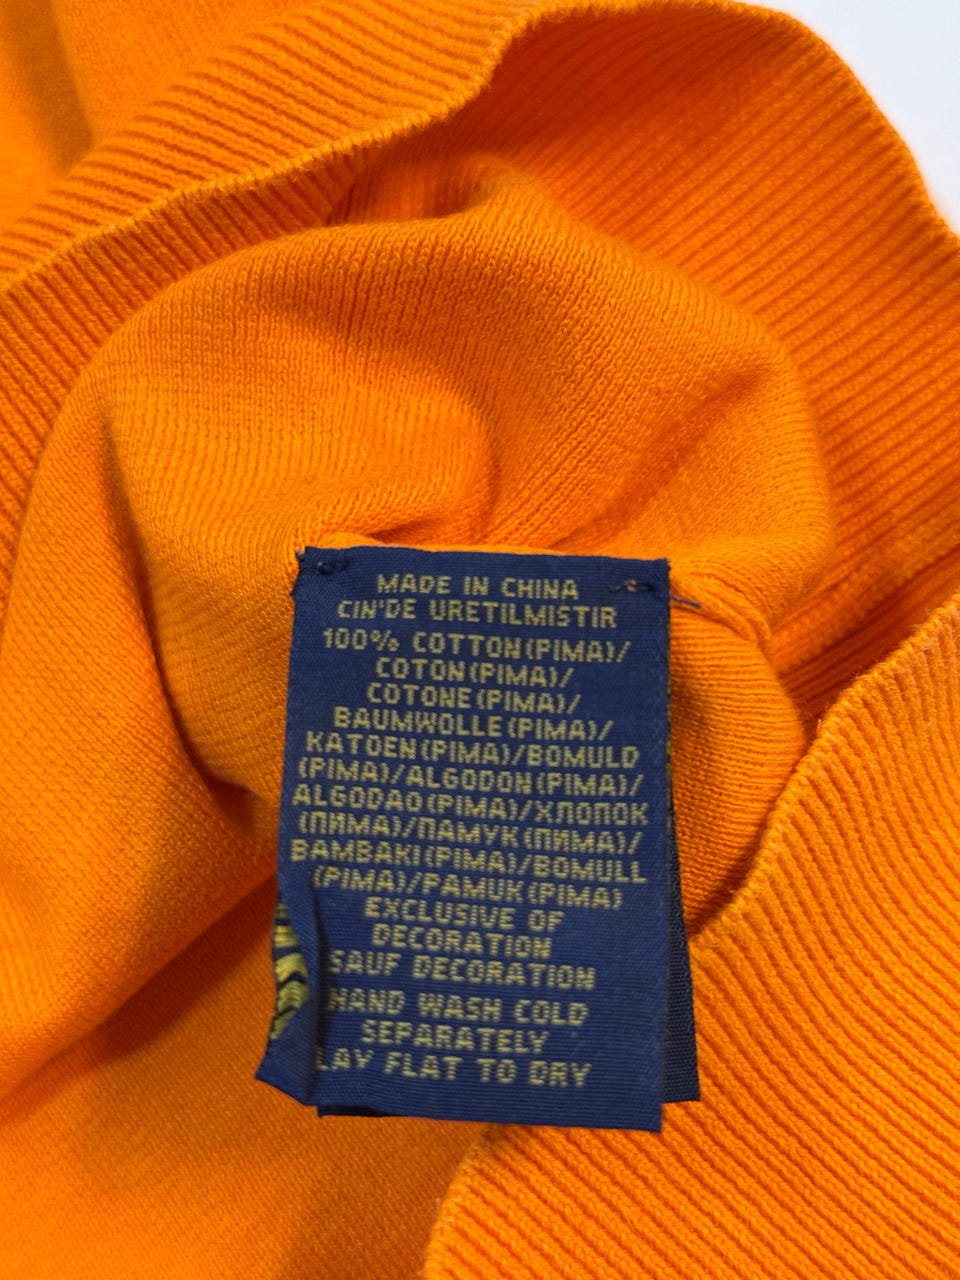 MADE IN CHINA
CIN'DE URETILMISTIR
100% COTTON(PIMA)/
COTON(PIMA)/
COTONE(PIMA)/
BAUMWOLLE(PIMA)/
KATOEN(PIMA)/BOMULD
(PIMA)/ALGODON(PIMA)/
ALGODAO(PIMA)/ХЛОПОК
(ПИМА)/ПАМУК(ПИМА)/
BAMBAKI(PIMA)/BOMULL
(PIMA)/PAMUK(PIMA)
EXCLUSIVE OF
DECORATION
SAUF DECORATION
HAND WASH COLD
SEPARATELY
LAY FLAT TO DRY